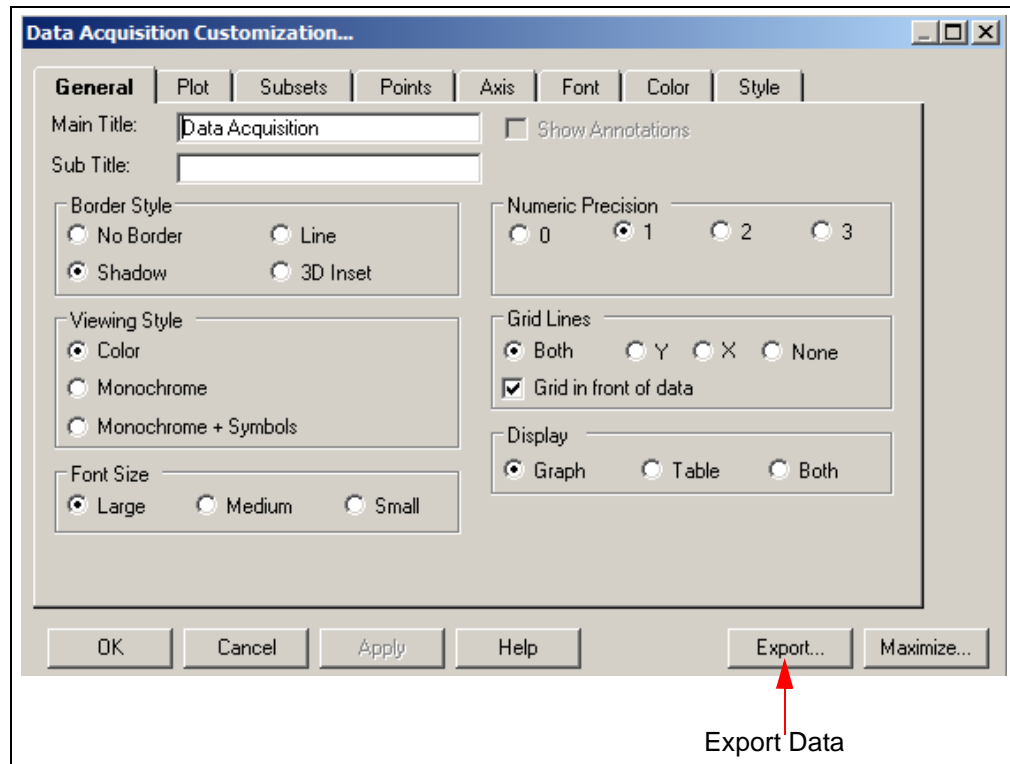 Data Acquisition Customization...
General Plot Subsets Points Axis Font Color Style
Main Title: Data Acquisition
Show Annotations
Sub Title:
Border Style
No Border Line
Shadow 3D Inset
Numeric Precision
0 1 2 3
Viewing Style
Color
Monochrome
Monochrome + Symbols
Grid Lines
Both Y X None
Grid in front of data
Font Size
Large Medium Small
Display
Graph Table Both
OK Cancel Apply Help Export... Maximize...
Export Data